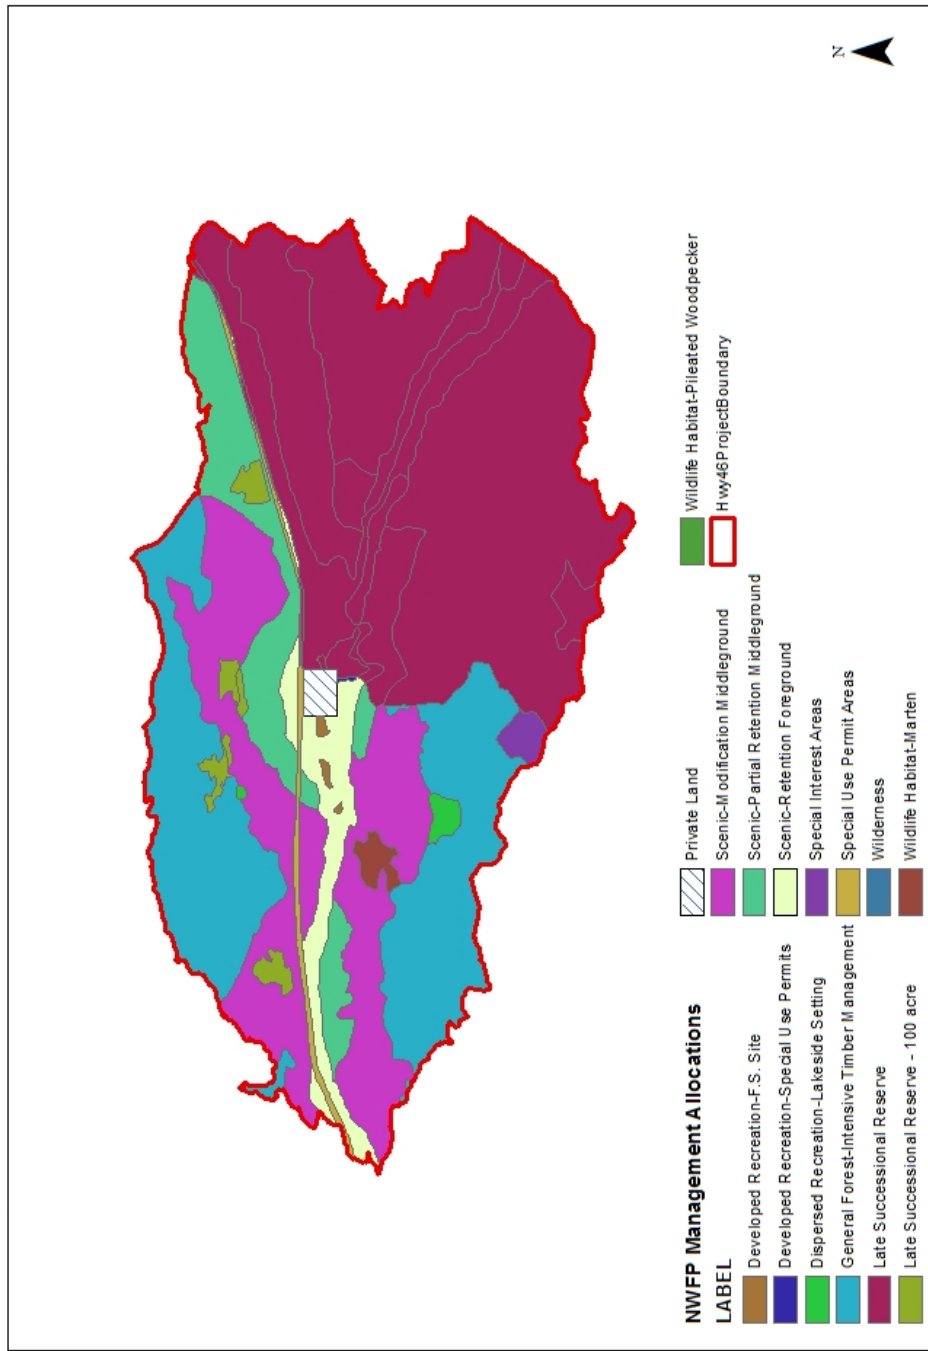 N
NWFP Management Allocations
LABEL
Developed Recreation-F.S. Site
Developed Recreation-Special Use Permits
Dispersed Recreation-Lakeside Setting
General Forest-Intensive Timber Management
Late Successional Reserve
Late Successional Reserve - 100 acre
Private Land
Scenic-Modification Middleground
Scenic-Partial Retention Middleground
Scenic-Retention Foreground
Special Interest Areas
Special Use Permit Areas
Wilderness
Wildlife Habitat-Marten
Wildlife Habitat-Pileated Woodpecker
Hwy46ProjectBoundary